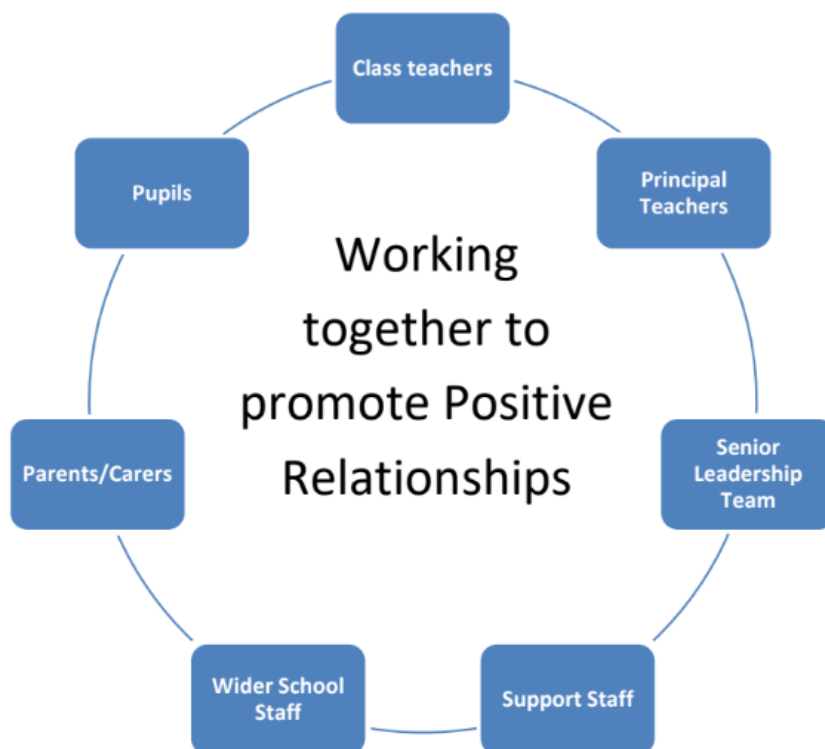 Class teachers
Principal
Teachers
Senior
Leadership
Team
Support Staff
Wider School
Staff
Parents/Carers
Pupils
Working
together to
promote Positive
Relationships